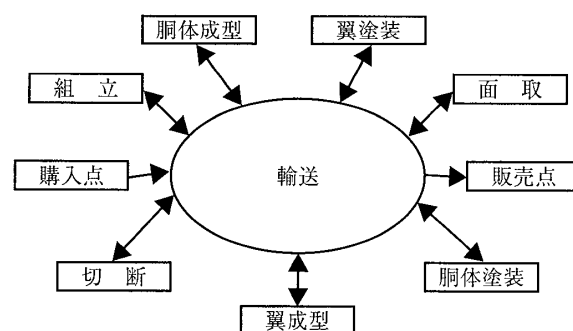 胴体成型
翼塗装
組 立
面 取
購入点
輸送
販売点
切 断
胴体塗装
翼成型